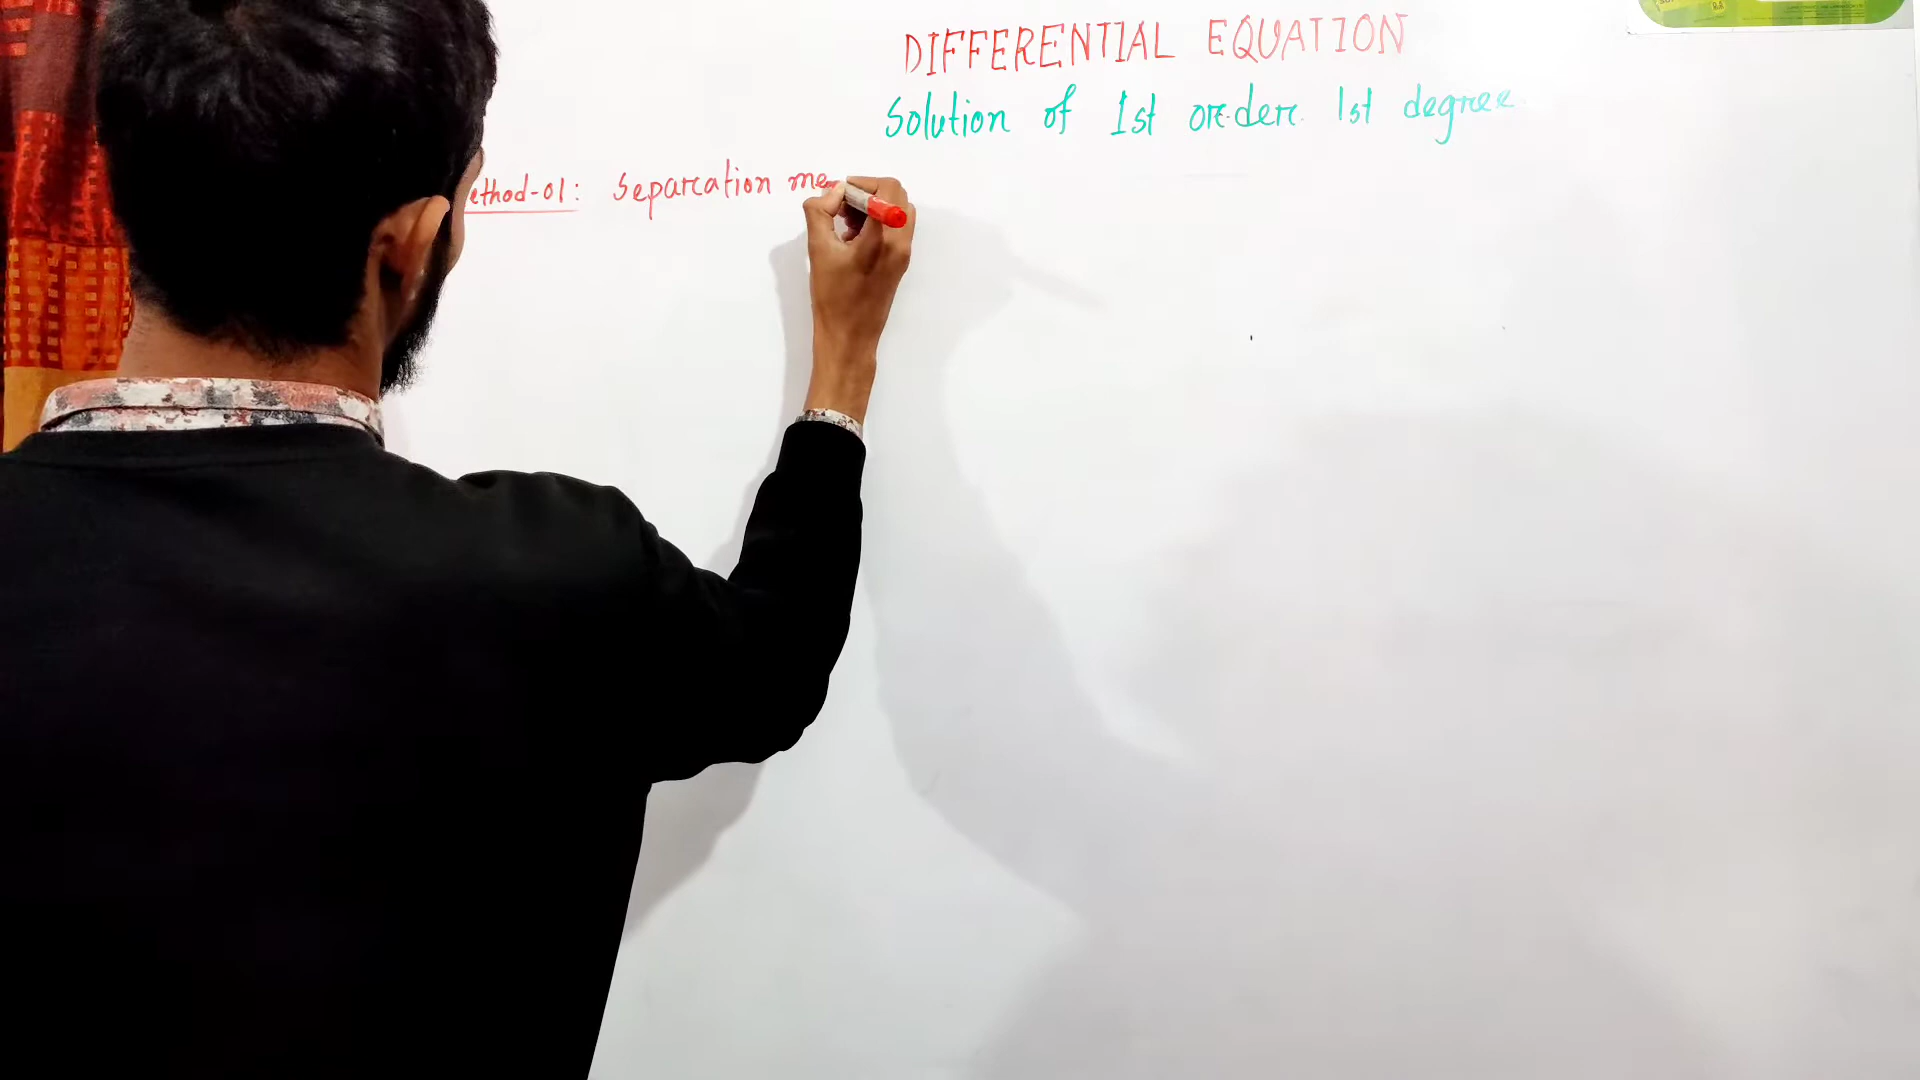 DIFFERENTIAL EQUATION
Solution of 1st order 1st degree
ethod-01: Separation me